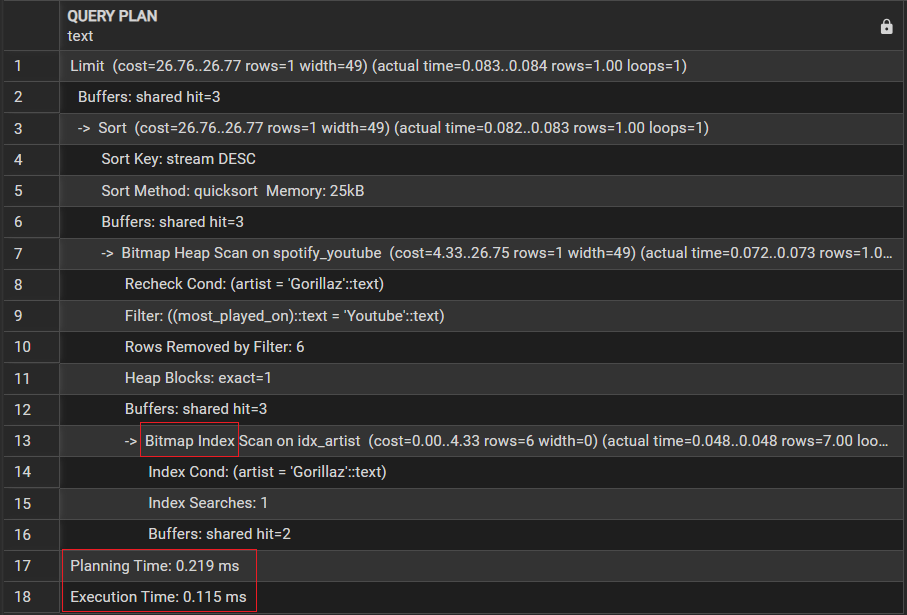 QUERY PLAN
text
1 Limit (cost=26.76..26.77 rows=1 width=49) (actual time=0.083..0.084 rows=1.00 loops=1)
2 Buffers: shared hit=3
3 -> Sort (cost=26.76..26.77 rows=1 width=49) (actual time=0.082..0.083 rows=1.00 loops=1)
4 Sort Key: stream DESC
5 Sort Method: quicksort Memory: 25kB
6 Buffers: shared hit=3
7 -> Bitmap Heap Scan on spotify_youtube (cost=4.33..26.75 rows=1 width=49) (actual time=0.072..0.073 rows=1.0...
8 Recheck Cond: (artist = 'Gorillaz'::text)
9 Filter: ((most_played_on)::text = 'Youtube'::text)
10 Rows Removed by Filter: 6
11 Heap Blocks: exact=1
12 Buffers: shared hit=3
13 -> Bitmap Index Scan on idx_artist (cost=0.00..4.33 rows=6 width=0) (actual time=0.048..0.048 rows=7.00 loo...
14 Index Cond: (artist = 'Gorillaz'::text)
15 Index Searches: 1
16 Buffers: shared hit=2
17 Planning Time: 0.219 ms
18 Execution Time: 0.115 ms